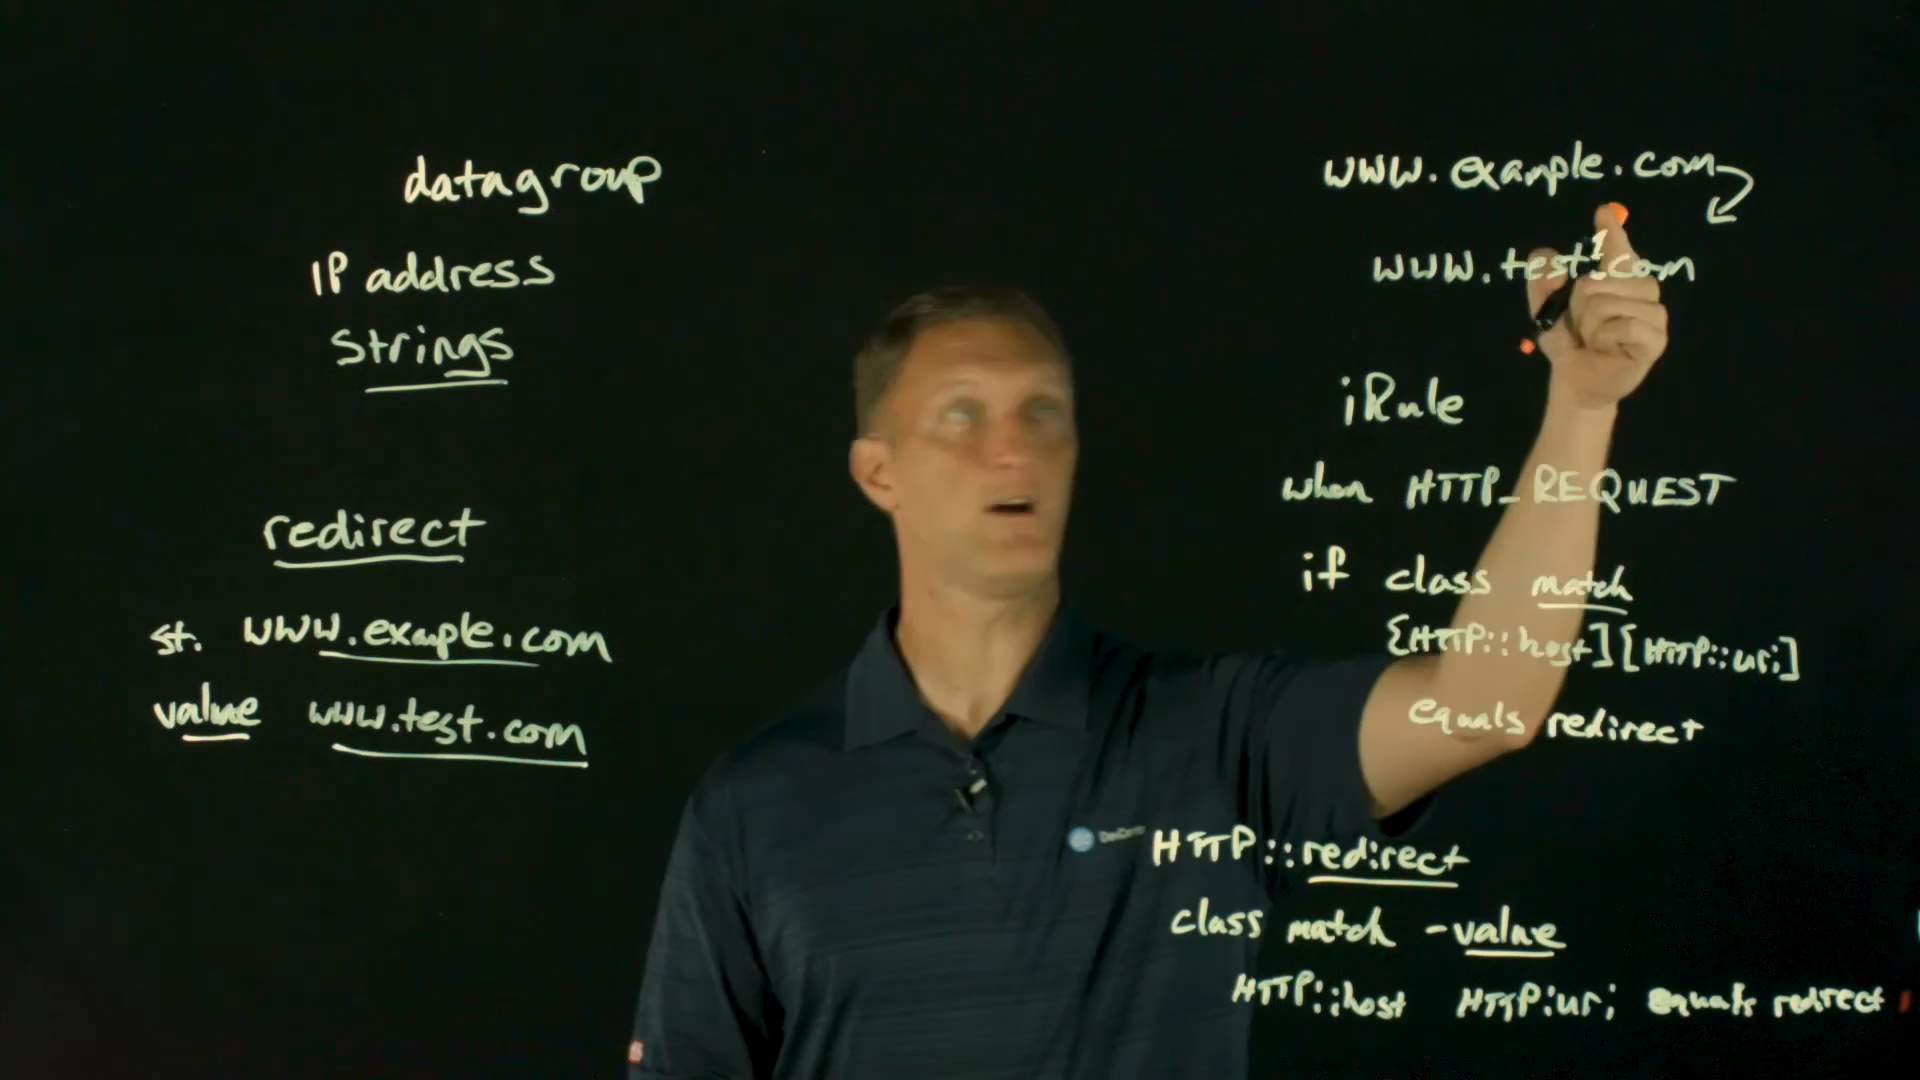 datagroup
IP address
strings
redirect
st. www.example.com
value www.test.com
www.example.com
www.test.com
iRule
when HTTP_REQUEST
if class match
[HTTP::host][HTTP::uri]
equals redirect
HTTP::redirect
class match -value
HTTP::host HTTP:uri equals redirect